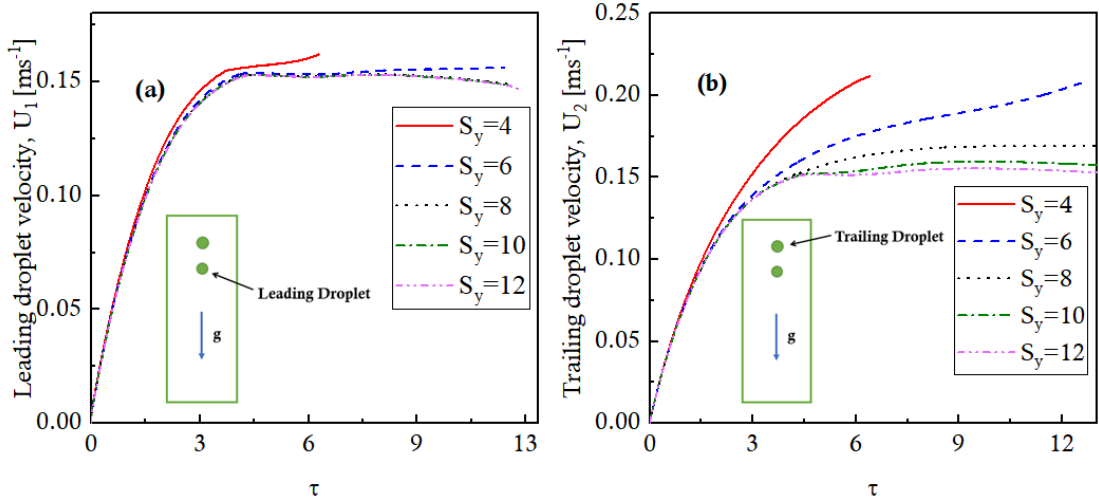 Leading droplet velocity, U1 [ms-1]
0.15
0.10
0.05
0.00
0
3
6
9
12
13.38
τ
(a)
Sy=4
Sy=6
Sy=8
Sy=10
Sy=12
Leading Droplet
g
Trailing droplet velocity, U2 [ms-1]
0.25
0.20
0.15
0.10
0.05
0.00
0
3
6
9
12
τ
(b)
Sy=4
Sy=6
Sy=8
Sy=10
Sy=12
Trailing Droplet
g